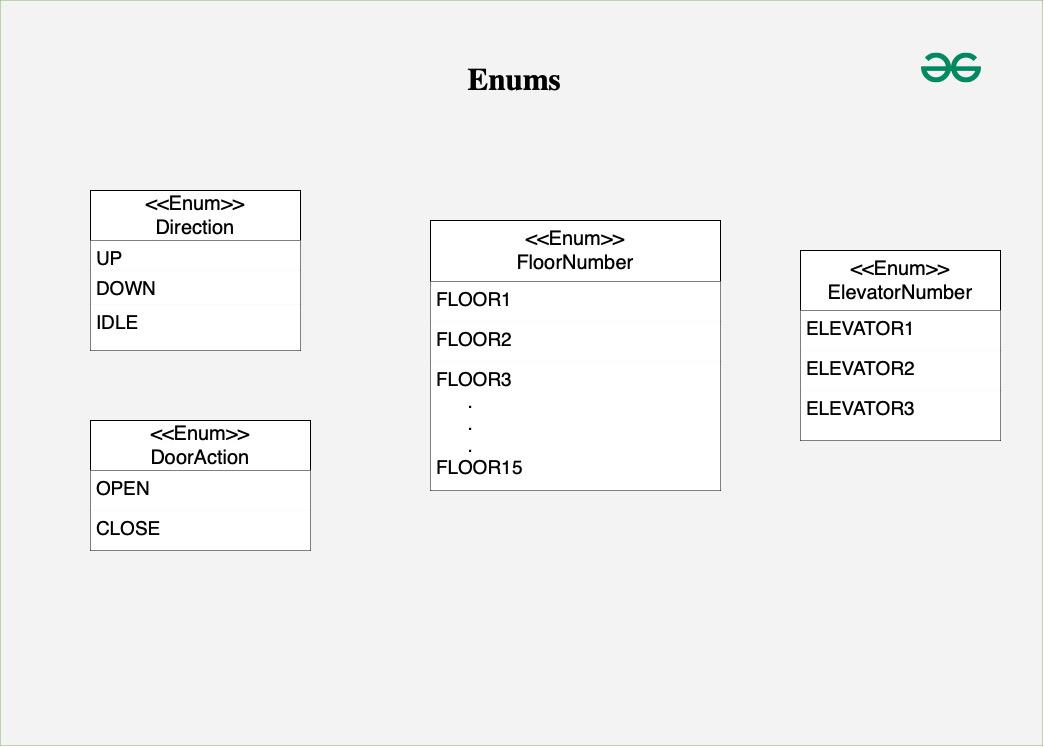 Enums
<<Enum>>
Direction
UP
DOWN
IDLE
<<Enum>>
DoorAction
OPEN
CLOSE
<<Enum>>
FloorNumber
FLOOR1
FLOOR2
FLOOR3
.
.
.
FLOOR15
<<Enum>>
ElevatorNumber
ELEVATOR1
ELEVATOR2
ELEVATOR3